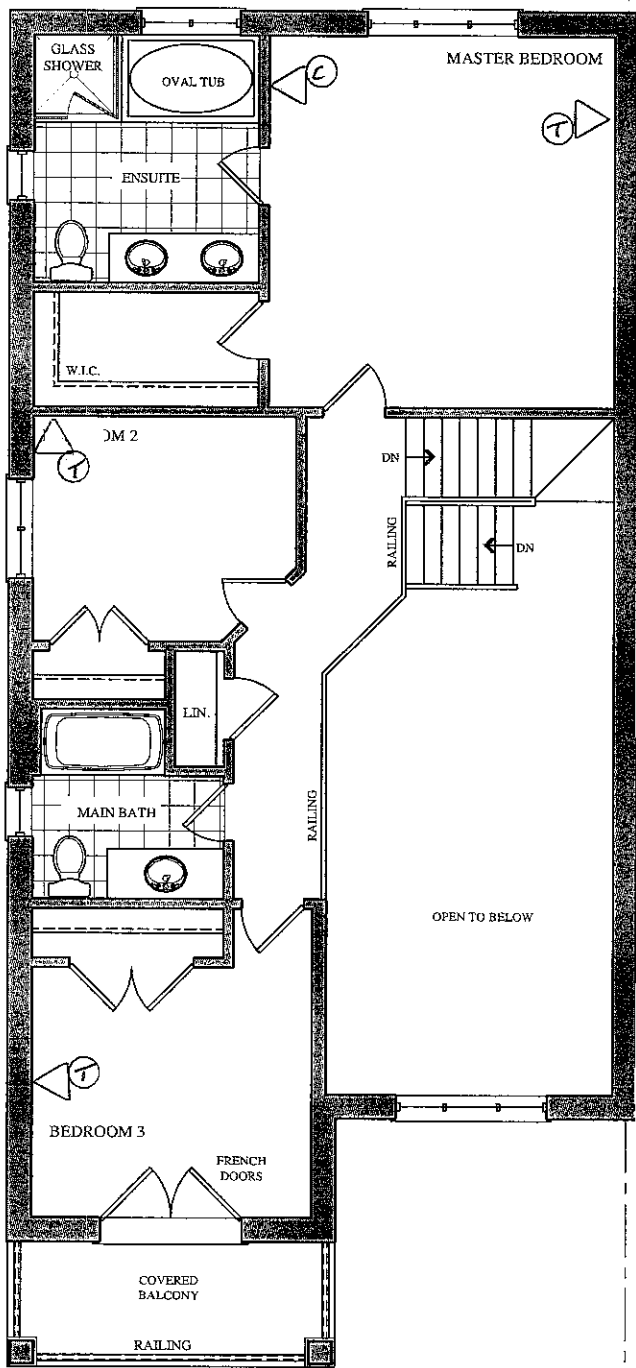 GLASS
SHOWER
OVAL TUB
C
MASTER BEDROOM
T
ENSUITE
W.I.C.
OM 2
T
DN
RAILING
DN
LIN.
MAIN BATH
RAILING
OPEN TO BELOW
T
BEDROOM 3
FRENCH
DOORS
COVERED
BALCONY
RAILING